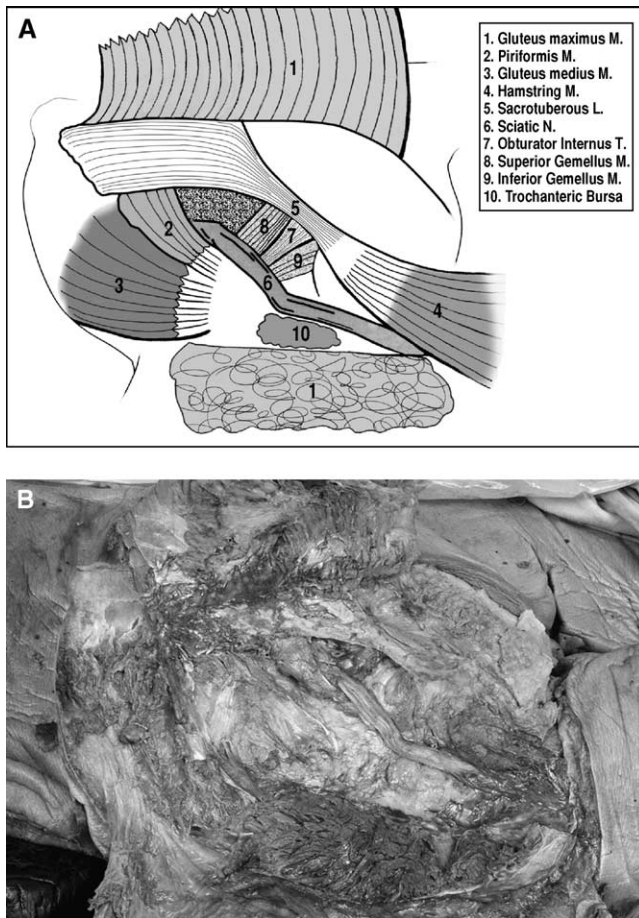 A
1
2
3
4
5
6
7
8
9
10
1
1. Gluteus maximus M.
2. Piriformis M.
3. Gluteus medius M.
4. Hamstring M.
5. Sacrotuberous L.
6. Sciatic N.
7. Obturator Internus T.
8. Superior Gemellus M.
9. Inferior Gemellus M.
10. Trochanteric Bursa
B